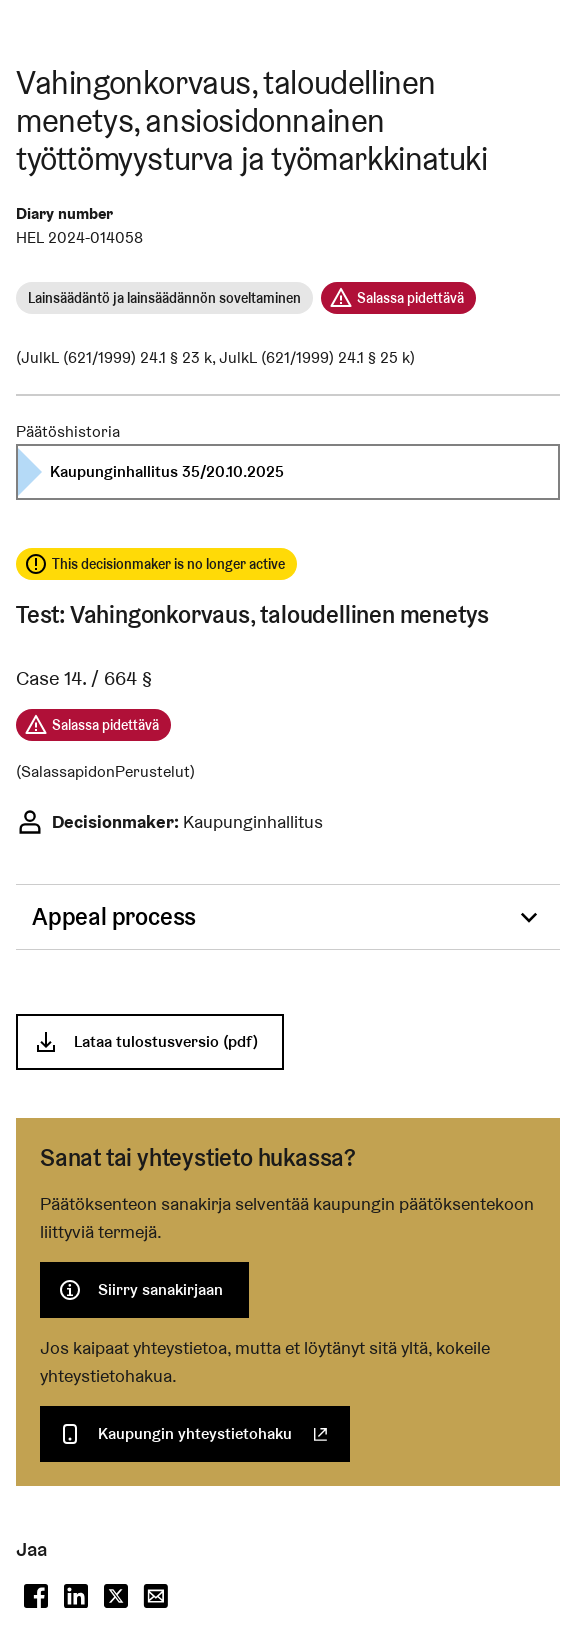 Vahingonkorvaus, taloudellinen
menetys, ansiosidonnainen
työttömyysturva ja työmarkkinatuki
Diary number
HEL 2024-014058
Lainsäädäntö ja lainsäädännön soveltaminen
Salassa pidettävä
(JulkL (621/1999) 24.1 § 23 k, JulkL (621/1999) 24.1 § 25 k)
Päätöshistoria
Kaupunginhallitus 35/20.10.2025
This decisionmaker is no longer active
Test: Vahingonkorvaus, taloudellinen menetys
Case 14. / 664 §
Salassa pidettävä
(SalassapidonPerustelut)
Decisionmaker: Kaupunginhallitus
Appeal process
Lataa tulostusversio (pdf)
Sanat tai yhteystieto hukassa?
Päätöksenteon sanakirja selventää kaupungin päätöksentekoon
liittyviä termejä.
Siirry sanakirjaan
Jos kaipaat yhteystietoa, mutta et löytänyt sitä yltä, kokeile
yhteystietohakua.
Kaupungin yhteystietohaku
Jaa